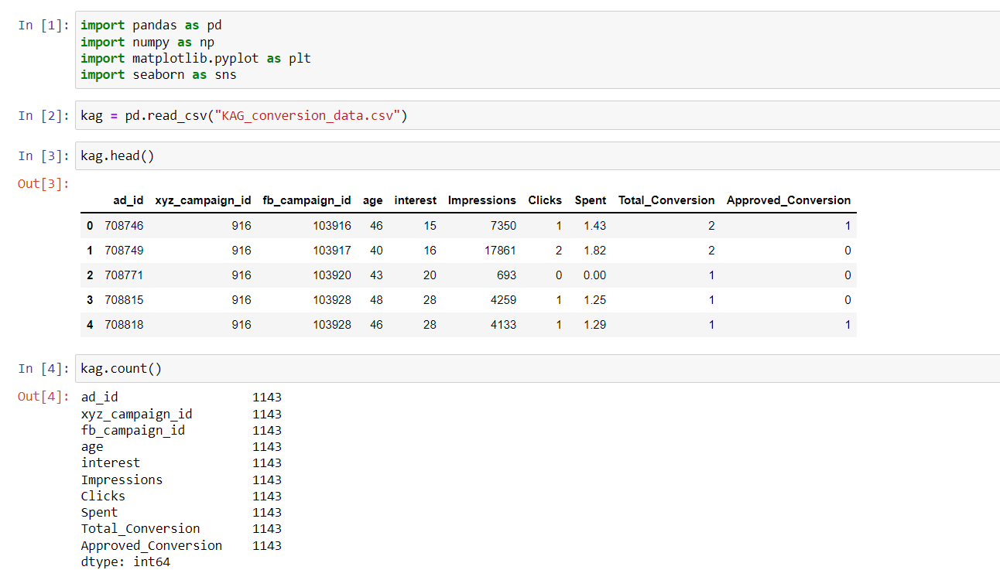 In [1]: import pandas as pd
import numpy as np
import matplotlib.pyplot as plt
import seaborn as sns
In [2]: kag = pd.read_csv("KAG_conversion_data.csv")
In [3]: kag.head()
Out[3]:
ad_id xyz_campaign_id fb_campaign_id age interest Impressions Clicks Spent Total_Conversion Approved_Conversion
0 708746 916 103916 46 15 7350 1 1.43 2 1
1 708749 916 103917 40 16 17861 2 1.82 2 0
2 708771 916 103920 43 20 693 0 0.00 1 0
3 708815 916 103928 48 28 4259 1 1.25 1 0
4 708818 916 103928 46 28 4133 1 1.29 1 1
In [4]: kag.count()
Out[4]: ad_id 1143
xyz_campaign_id 1143
fb_campaign_id 1143
age 1143
interest 1143
Impressions 1143
Clicks 1143
Spent 1143
Total_Conversion 1143
Approved_Conversion 1143
dtype: int64